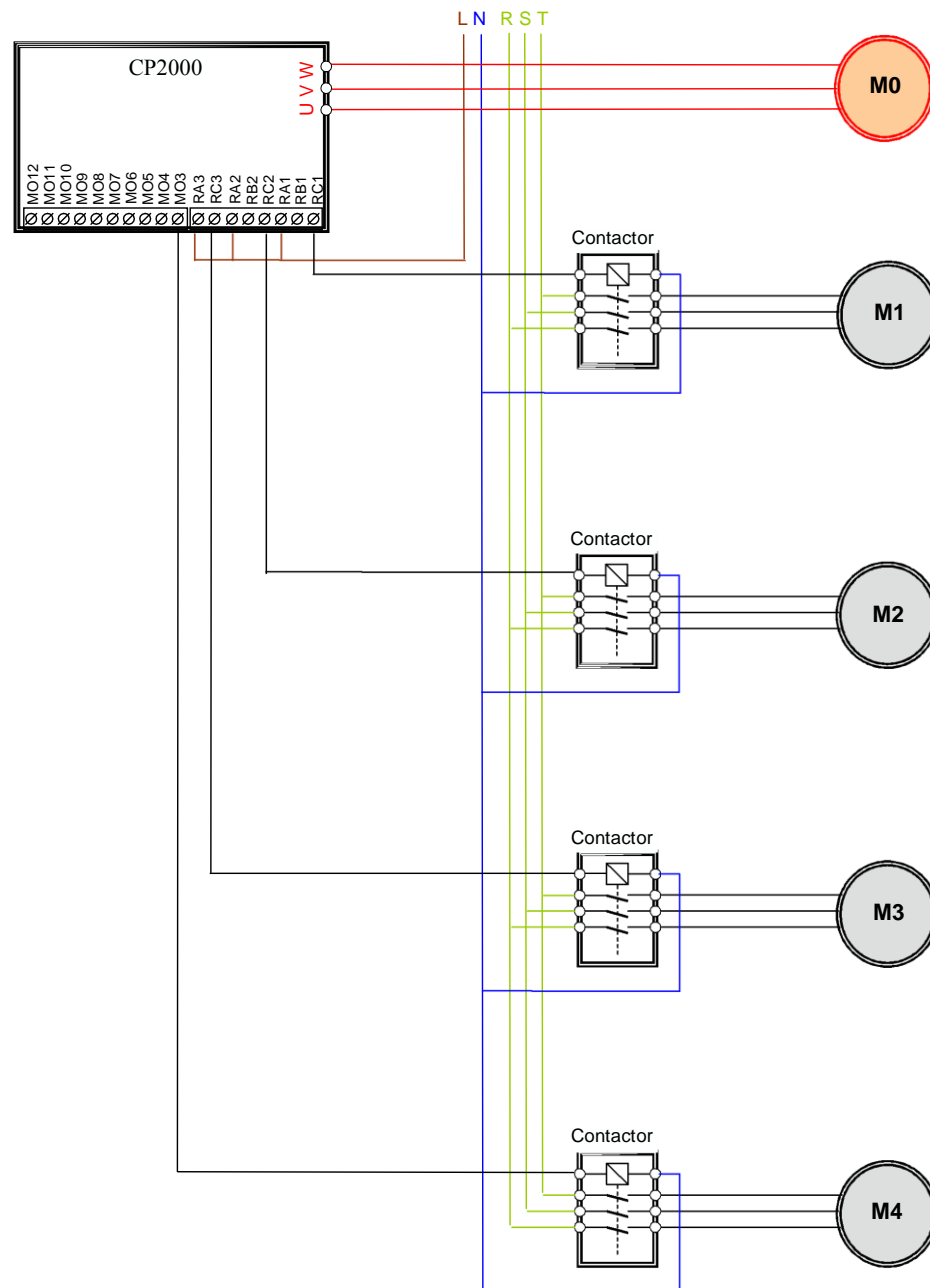 L N R S T
CP2000
W
V
U
M0
MO12
MO11
MO10
MO9
MO8
MO7
MO6
MO5
MO4
MO3
RA3
RC3
RA2
RB2
RC2
RA1
RB1
RC1
Contactor
M1
Contactor
M2
Contactor
M3
Contactor
M4